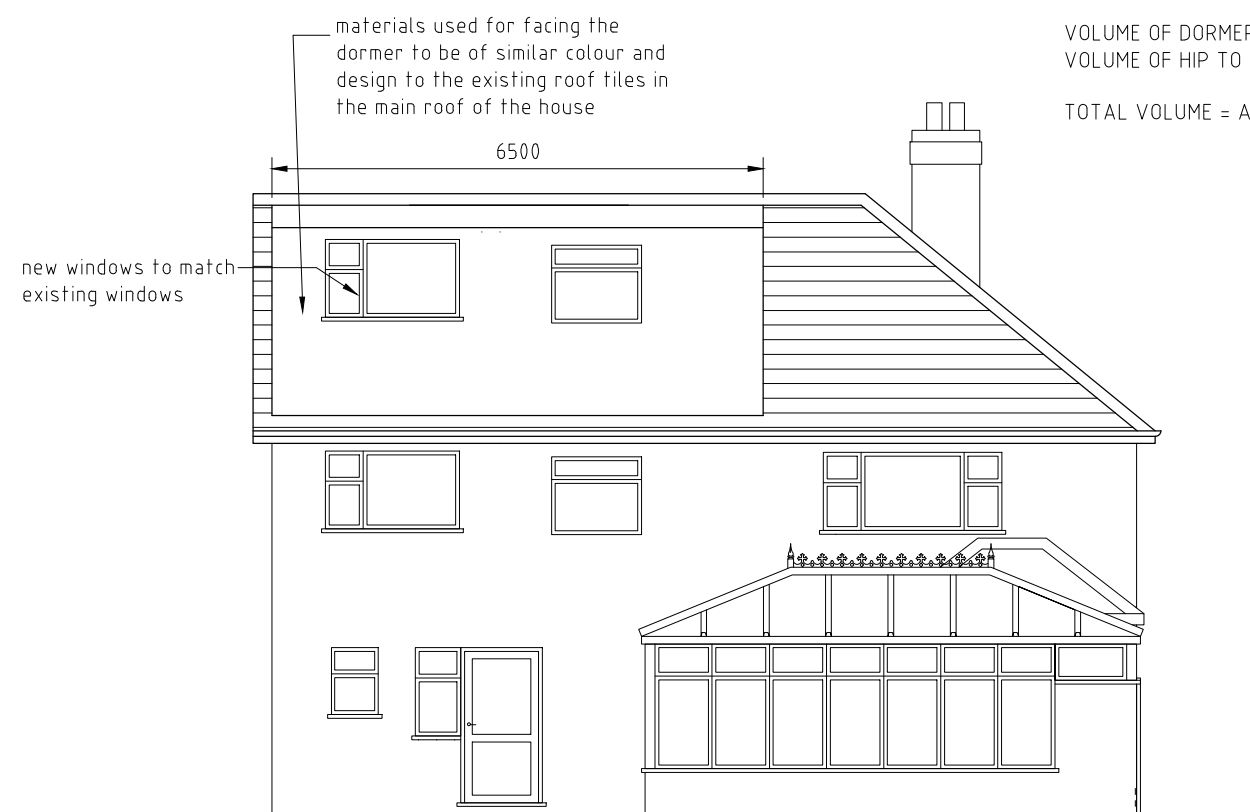 materials used for facing the
dormer to be of similar colour and
design to the existing roof tiles in
the main roof of the house
VOLUME OF DORMER
VOLUME OF HIP TO
TOTAL VOLUME = A
6500
new windows to match
existing windows